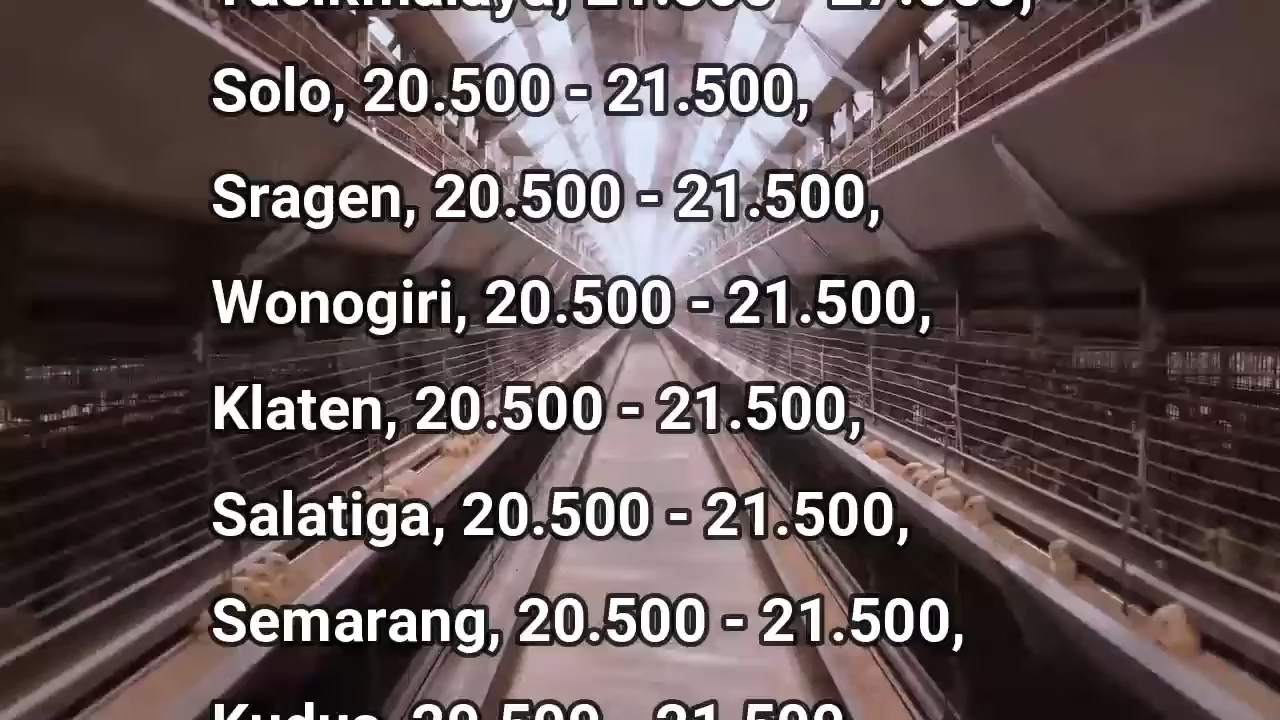 Solo, 20.500 - 21.500,
Sragen, 20.500 - 21.500,
Wonogiri, 20.500 - 21.500,
Klaten, 20.500 - 21.500,
Salatiga, 20.500 - 21.500,
Semarang, 20.500 - 21.500,